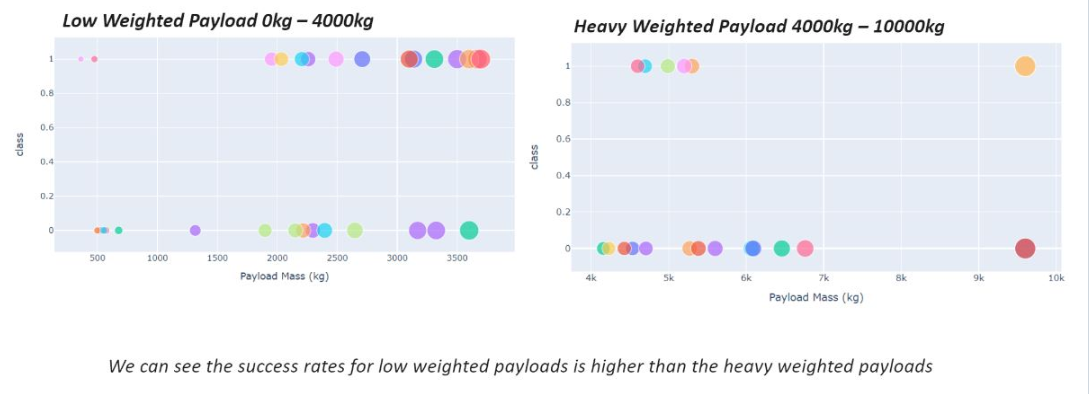 Low Weighted Payload 0kg – 4000kg
1
0.8
0.6
0.4
0.2
0
class
500
1000
1500
2000
2500
3000
3500
Payload Mass (kg)
Heavy Weighted Payload 4000kg – 10000kg
1
0.8
0.6
0.4
0.2
0
class
4k
5k
6k
7k
8k
9k
10k
Payload Mass (kg)
We can see the success rates for low weighted payloads is higher than the heavy weighted payloads